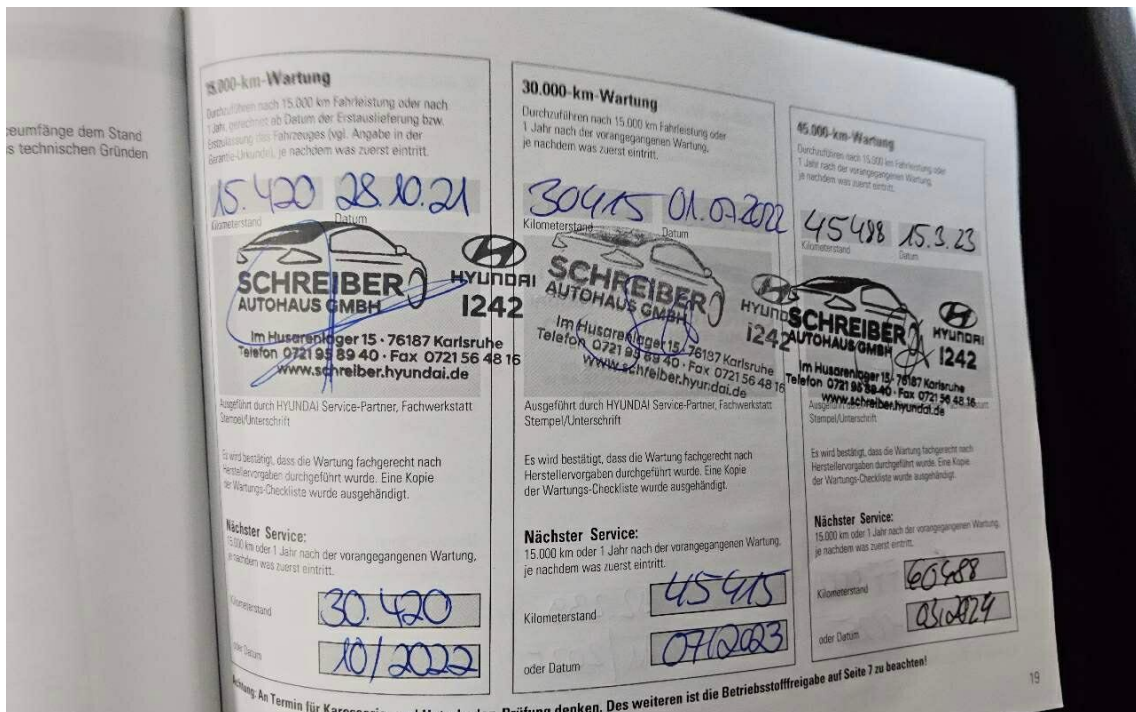 ceumfänge dem Stand
s technischen Gründen
15.000-km-Wartung
Durchzuführen nach 15.000 km Fahrleistung oder nach
1 Jahr, gerechnet ab Datum der Erstauslieferung bzw.
Erstzulassung des Fahrzeuges (vgl. Angabe in der
Garantie-Urkunde), je nachdem was zuerst eintritt.
15.420 28.10.21
Kilometerstand Datum
SCHREIBER
AUTOHAUS GMBH
HYUNDAI
I242
Im Husarenlager 15 · 76187 Karlsruhe
Telefon 0721 95 89 40 · Fax 0721 56 48 16
www.schreiber.hyundai.de
Ausgeführt durch HYUNDAI Service-Partner, Fachwerkstatt
Stempel/Unterschrift
Es wird bestätigt, dass die Wartung fachgerecht nach
Herstellervorgaben durchgeführt wurde. Eine Kopie
der Wartungs-Checkliste wurde ausgehändigt.
Nächster Service:
15.000 km oder 1 Jahr nach der vorangegangenen Wartung,
je nachdem was zuerst eintritt.
Kilometerstand 30.420
oder Datum 10/2022
30.000-km-Wartung
Durchzuführen nach 15.000 km Fahrleistung oder
1 Jahr nach der vorangegangenen Wartung,
je nachdem was zuerst eintritt.
30415 01.07.2022
Kilometerstand Datum
SCHREIBER
AUTOHAUS GMBH
HYUNDAI
i242
Im Husarenlager 15 · 76187 Karlsruhe
Telefon 0721 95 89 40 · Fax 0721 56 48 16
www.schreiber.hyundai.de
Ausgeführt durch HYUNDAI Service-Partner, Fachwerkstatt
Stempel/Unterschrift
Es wird bestätigt, dass die Wartung fachgerecht nach
Herstellervorgaben durchgeführt wurde. Eine Kopie
der Wartungs-Checkliste wurde ausgehändigt.
Nächster Service:
15.000 km oder 1 Jahr nach der vorangegangenen Wartung,
je nachdem was zuerst eintritt.
Kilometerstand 45415
oder Datum 07/2023
45.000-km-Wartung
Durchzuführen nach 15.000 km Fahrleistung oder
1 Jahr nach der vorangegangenen Wartung,
je nachdem was zuerst eintritt.
45488 15.3.23
Kilometerstand Datum
SCHREIBER
AUTOHAUS GMBH
HYUNDAI
I242
Im Husarenlager 15 · 76187 Karlsruhe
Telefon 0721 95 89 40 · Fax 0721 56 48 16
www.schreiber.hyundai.de
Stempel/Unterschrift
Es wird bestätigt, dass die Wartung fachgerecht nach
Herstellervorgaben durchgeführt wurde. Eine Kopie
der Wartungs-Checkliste wurde ausgehändigt.
Nächster Service:
15.000 km oder 1 Jahr nach der vorangegangenen Wartung,
je nachdem was zuerst eintritt.
Kilometerstand 60488
oder Datum 03/2024
Achtung: An Termin für denken. Des weiteren ist die Betriebsstofffreigabe auf Seite 7 zu beachten!
19